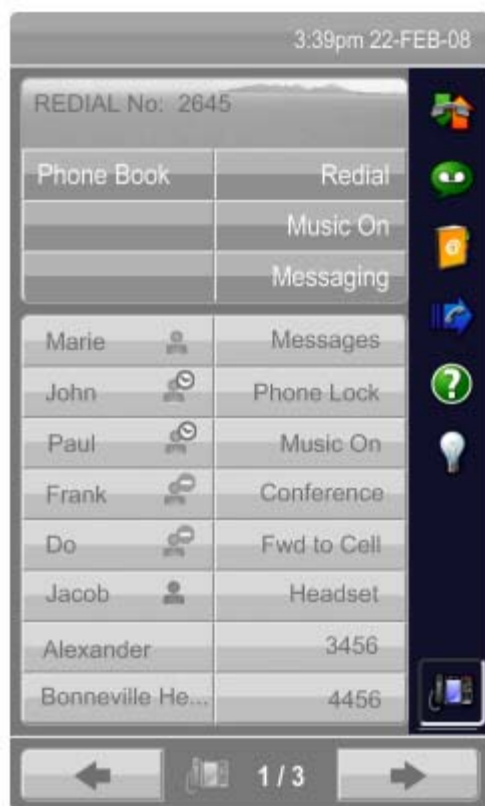 3:39pm 22-FEB-08
REDIAL No: 2645
Phone Book Redial
Music On
Messaging
Marie Messages
John Phone Lock
Paul Music On
Frank Conference
Do Fwd to Cell
Jacob Headset
Alexander 3456
Bonneville He... 4456
1 / 3